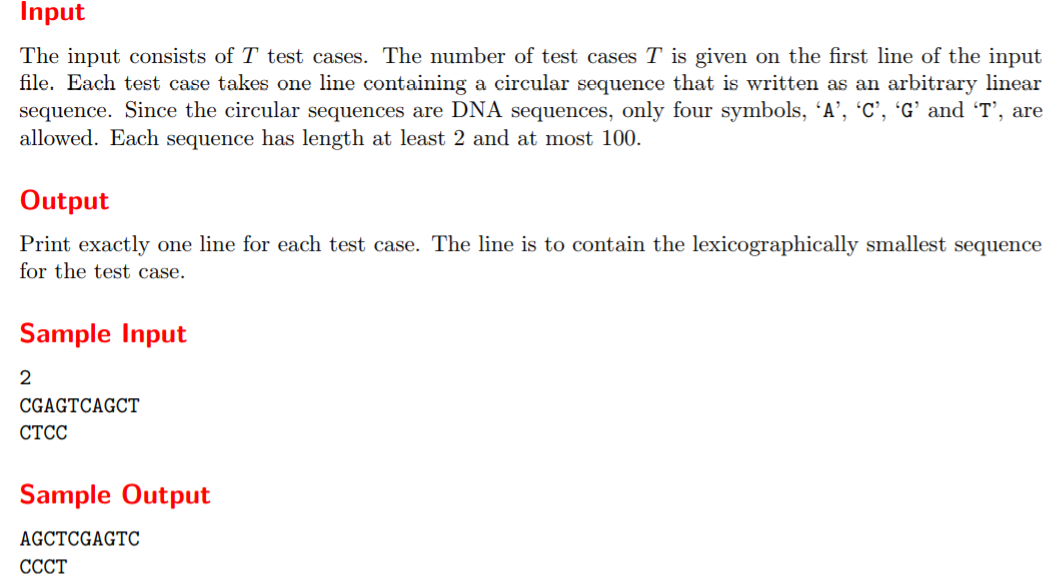 Input
The input consists of T test cases. The number of test cases T is given on the first line of the input
file. Each test case takes one line containing a circular sequence that is written as an arbitrary linear
sequence. Since the circular sequences are DNA sequences, only four symbols, ‘A’, ‘C’, ‘G’ and ‘T’, are
allowed. Each sequence has length at least 2 and at most 100.
Output
Print exactly one line for each test case. The line is to contain the lexicographically smallest sequence
for the test case.
Sample Input
2
CGAGTCAGCT
CTCC
Sample Output
AGCTCGAGTC
CCCT